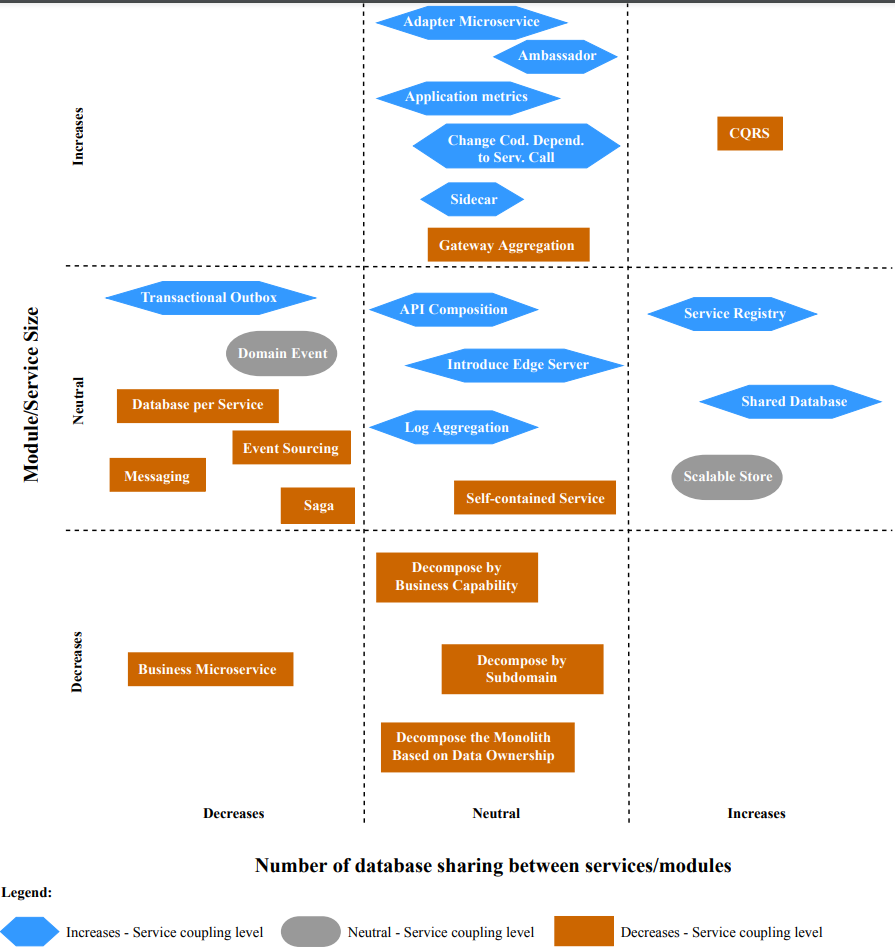 Adapter Microservice
Ambassador
Application metrics
Change Cod. Depend.
to Serv. Call
CQRS
Sidecar
Gateway Aggregation
Increases
Transactional Outbox
API Composition
Service Registry
Domain Event
Introduce Edge Server
Database per Service
Shared Database
Log Aggregation
Event Sourcing
Messaging
Scalable Store
Saga
Self-contained Service
Neutral
Module/Service Size
Decompose by
Business Capability
Business Microservice
Decompose by
Subdomain
Decompose the Monolith
Based on Data Ownership
Decreases
Decreases
Neutral
Increases
Number of database sharing between services/modules
Legend:
Increases - Service coupling level
Neutral - Service coupling level
Decreases - Service coupling level